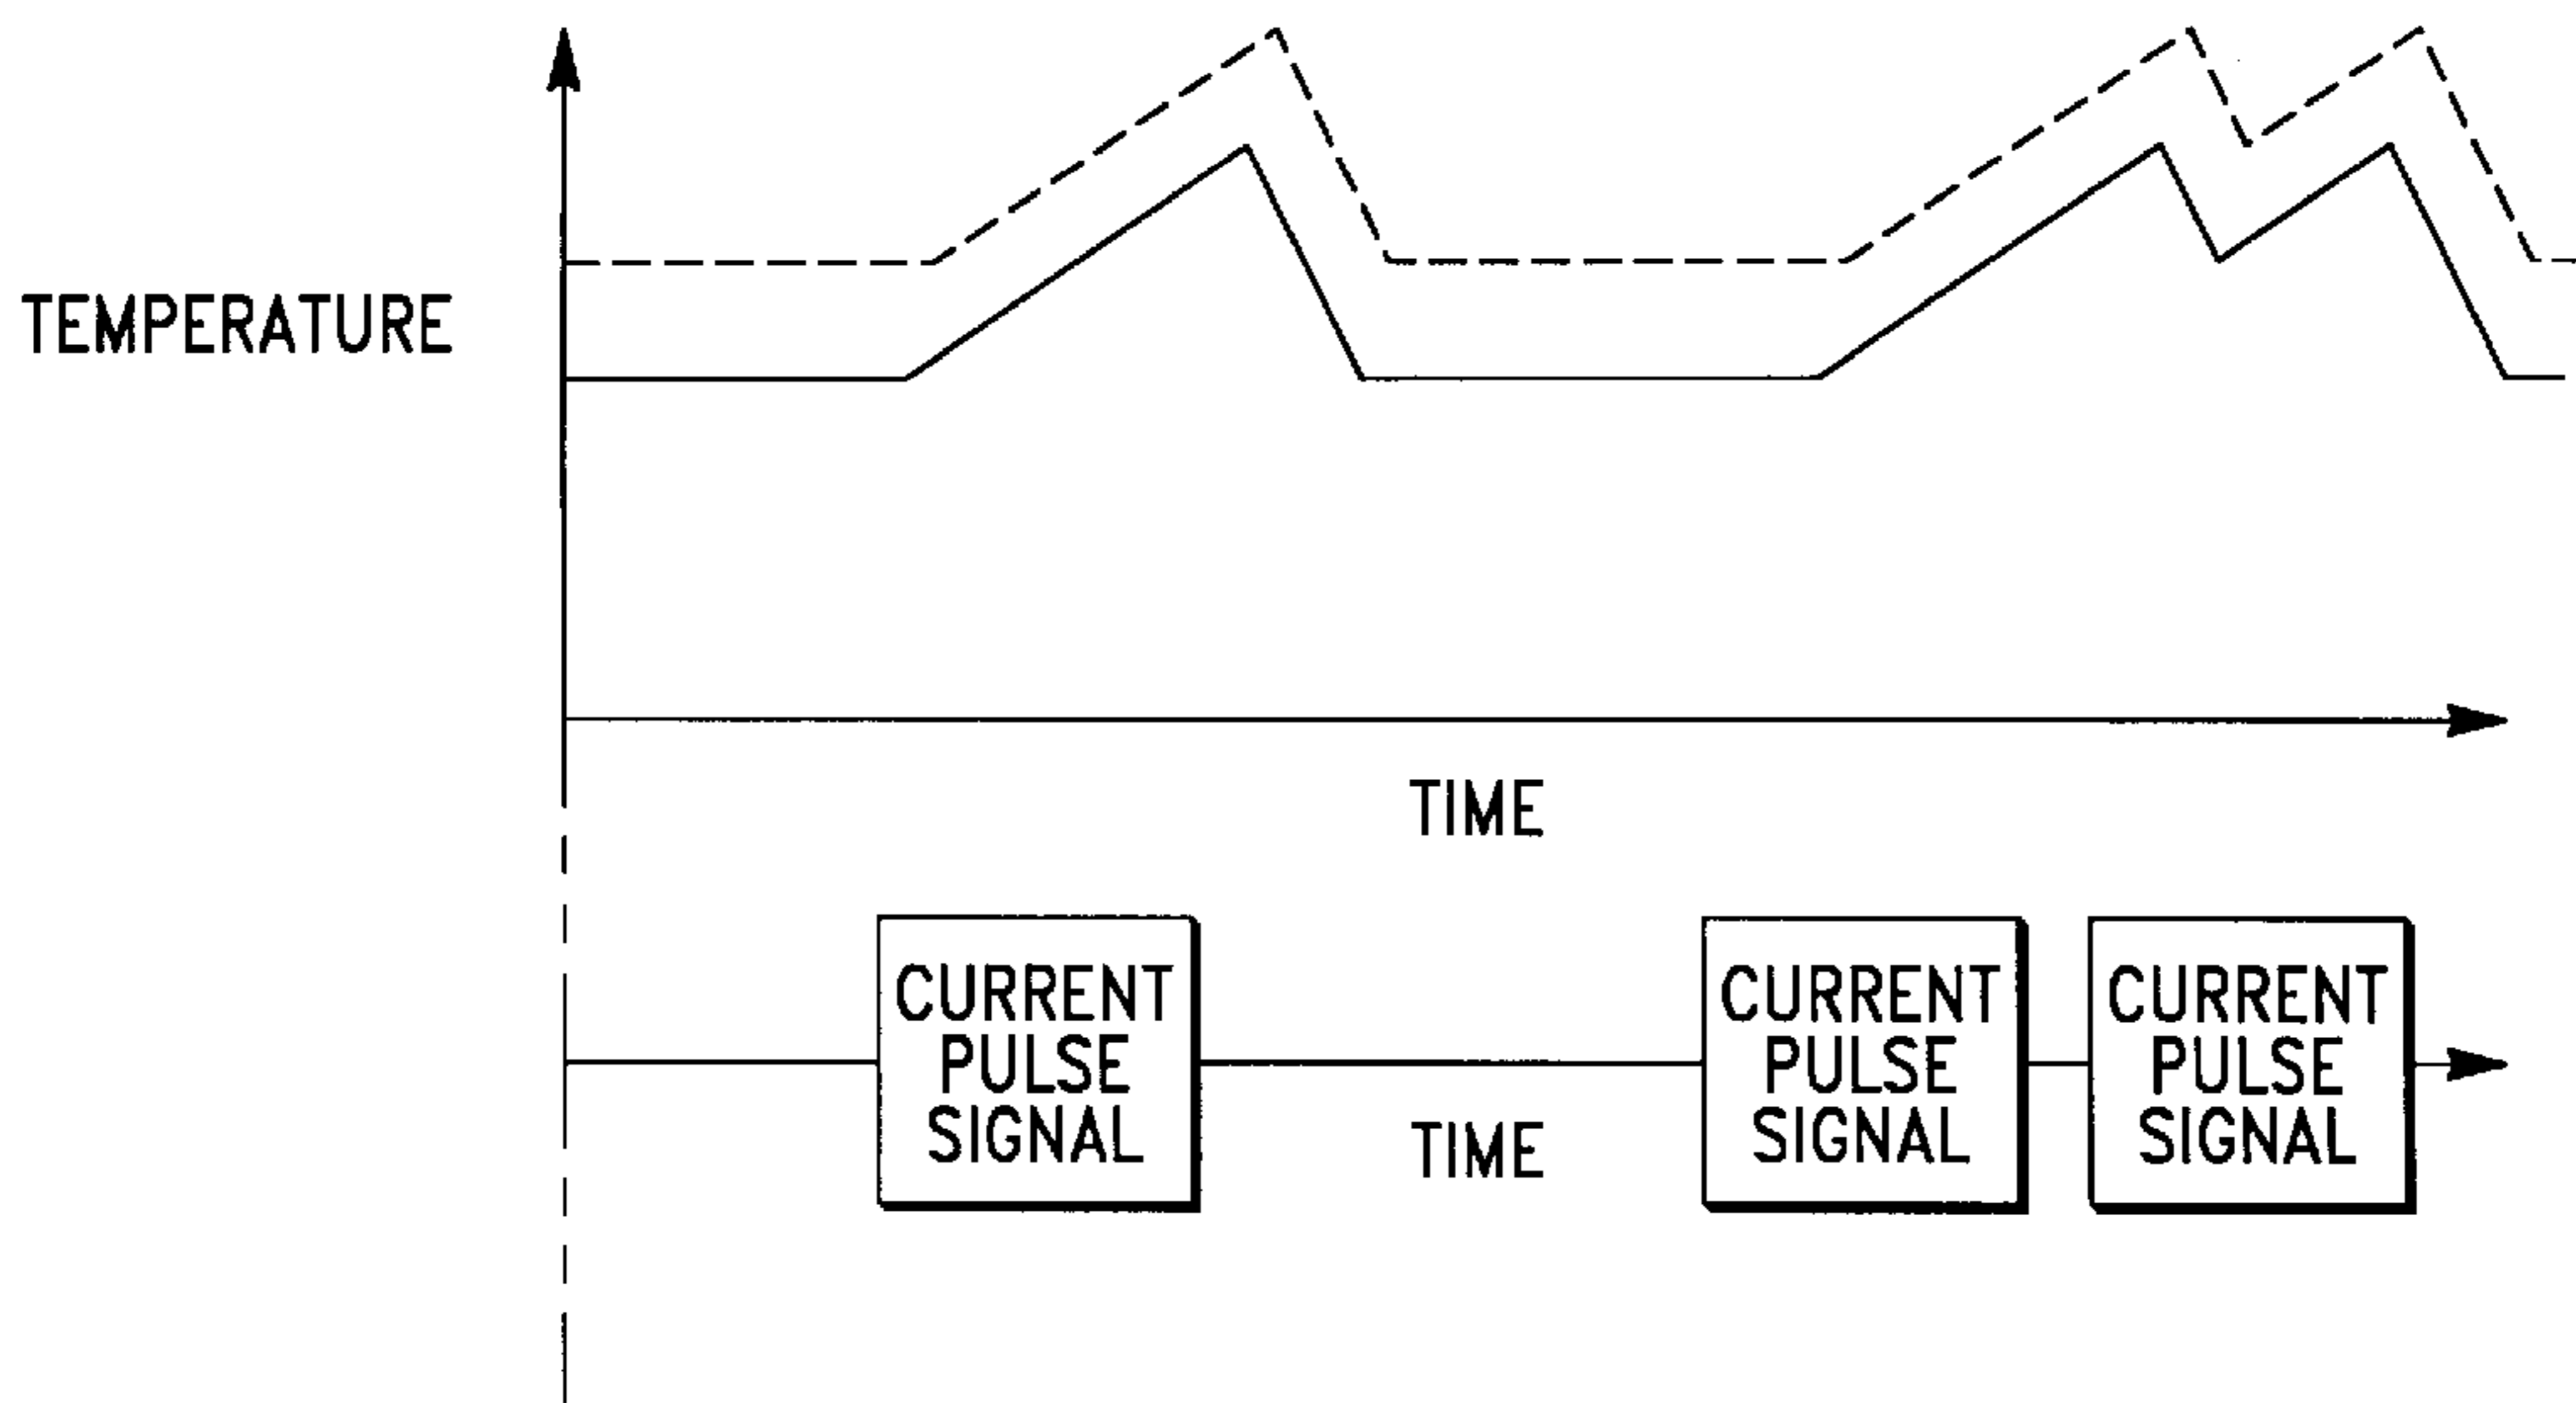 TEMPERATURE
TIME
CURRENT
PULSE
SIGNAL
CURRENT
PULSE
SIGNAL
CURRENT
PULSE
SIGNAL
TIME